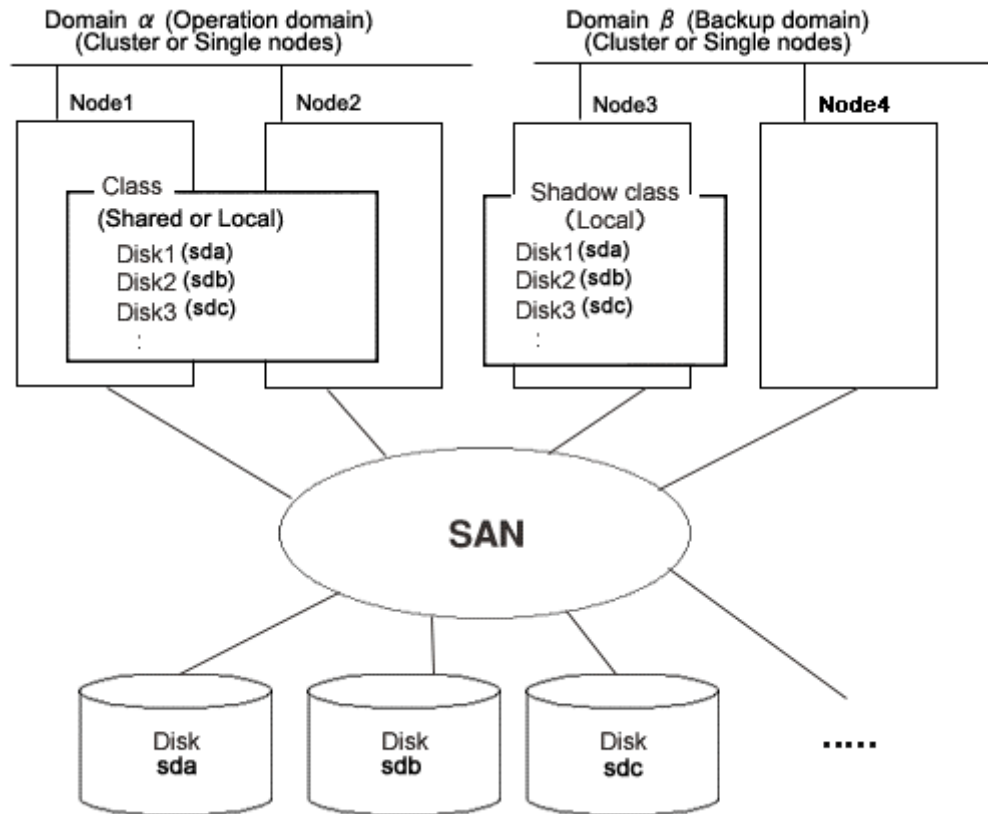 Domain α (Operation domain)
(Cluster or Single nodes)
Domain β (Backup domain)
(Cluster or Single nodes)
Node1
Node2
Node3
Node4
Class
(Shared or Local)
Disk1 (sda)
Disk2 (sdb)
Disk3 (sdc)
:
Shadow class
(Local)
Disk1 (sda)
Disk2 (sdb)
Disk3 (sdc)
:
SAN
Disk
sda
Disk
sdb
Disk
sdc
.....